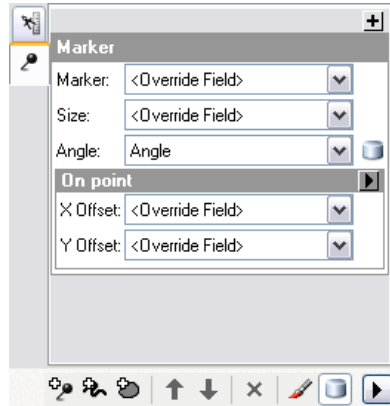 Marker
Marker: <Override Field>
Size: <Override Field>
Angle: Angle
On point
X Offset: <Override Field>
Y Offset: <Override Field>